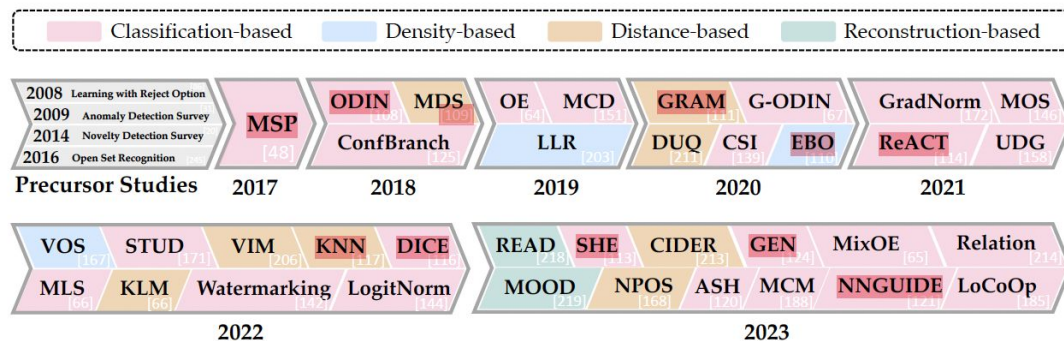 Classification-based Density-based Distance-based Reconstruction-based
2008 Learning with Reject Option
2009 Anomaly Detection Survey
2014 Novelty Detection Survey
2016 Open Set Recognition
Precursor Studies
MSP [48]
2017
ODIN [108] MDS [109]
ConfBranch [125]
2018
OE [64] MCD [151]
LLR [203]
2019
GRAM [111] G-ODIN [67]
DUQ [211] CSI [139] EBO [110]
2020
GradNorm [172] MOS [146]
ReACT [114] UDG [158]
2021
VOS [167] STUD [171] VIM [206] KNN [117] DICE [116]
MLS [66] KLM [66] Watermarking [142] LogitNorm [144]
2022
READ [218] SHE [113] CIDER [213] GEN [124] MixOE [65] Relation [214]
MOOD [219] NPOS [168] ASH [120] MCM [188] NNGUIDE [121] LoCoOp [185]
2023